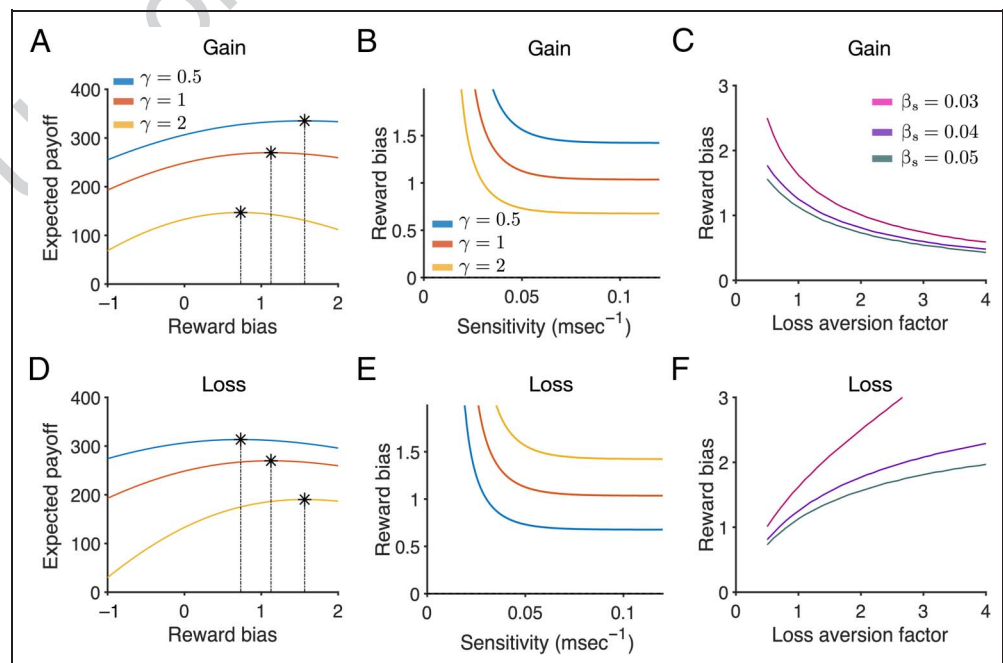 A
Gain
γ = 0.5
γ = 1
γ = 2
Expected payoff
400
300
200
100
0
−1
0
1
2
Reward bias
B
Gain
Reward bias
1.5
1
0.5
0
γ = 0.5
γ = 1
γ = 2
0
0.05
0.1
Sensitivity (msec⁻¹)
C
Gain
Reward bias
3
2
1
0
βs = 0.03
βs = 0.04
βs = 0.05
0
1
2
3
4
Loss aversion factor
D
Loss
Expected payoff
400
300
200
100
0
−1
0
1
2
Reward bias
E
Loss
Reward bias
1.5
1
0.5
0
0
0.05
0.1
Sensitivity (msec⁻¹)
F
Loss
Reward bias
3
2
1
0
0
1
2
3
4
Loss aversion factor